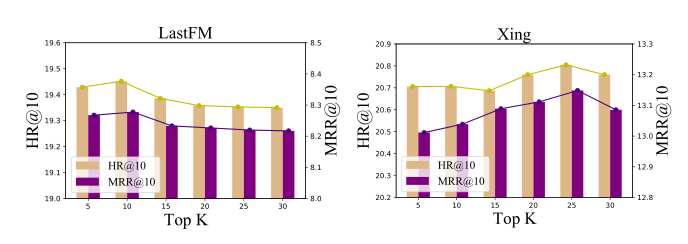 LastFM
HR@10
19.6
19.5
19.4
19.3
19.2
19.1
19.0
8.5
8.4
8.3
8.2
8.1
8.0
MRR@10
HR@10
MRR@10
5 10 15 20 25 30
Top K
Xing
HR@10
20.9
20.8
20.7
20.6
20.5
20.4
20.3
20.2
13.3
13.2
13.1
13.0
12.9
12.8
MRR@10
HR@10
MRR@10
5 10 15 20 25 30
Top K